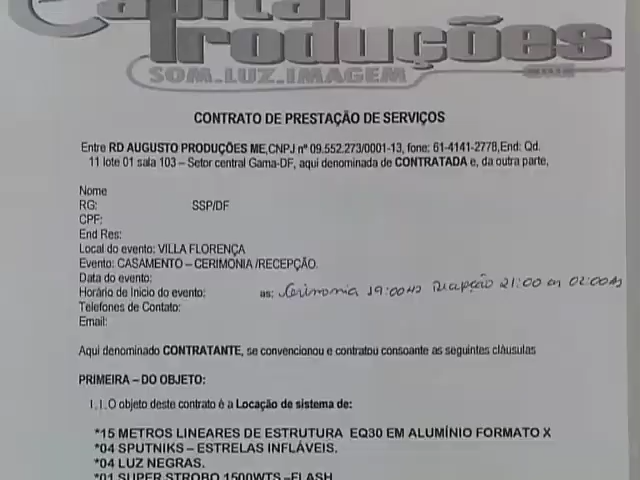 Capital
Produções
SOM.LUZ.IMAGEM
CONTRATO DE PRESTAÇÃO DE SERVIÇOS
Entre RD AUGUSTO PRODUÇÕES ME,CNPJ nº 09.552.273/0001-13, fone: 61-4141-2778,End: Qd.
11 lote 01 sala 103 – Setor central Gama-DF, aqui denominada de CONTRATADA e, da outra parte,
Nome
RG: SSP/DF
CPF:
End Res:
Local do evento: VILLA FLORENÇA
Evento: CASAMENTO – CERIMONIA /RECEPÇÃO.
Data do evento:
Horário de Inicio do evento: as: Cerimonia 19:00hs Recepção 21:00 as 02:00hs
Telefones de Contato:
Email:
Aqui denominado CONTRATANTE, se convencionou e contratou consoante as seguintes cláusulas
PRIMEIRA – DO OBJETO:
1.1.O objeto deste contrato é a Locação de sistema de:
*15 METROS LINEARES DE ESTRUTURA EQ30 EM ALUMÍNIO FORMATO X
*04 SPUTNIKS – ESTRELAS INFLÁVEIS.
*04 LUZ NEGRAS.
*01 SUPER STROBO 1500WTS –FLASH